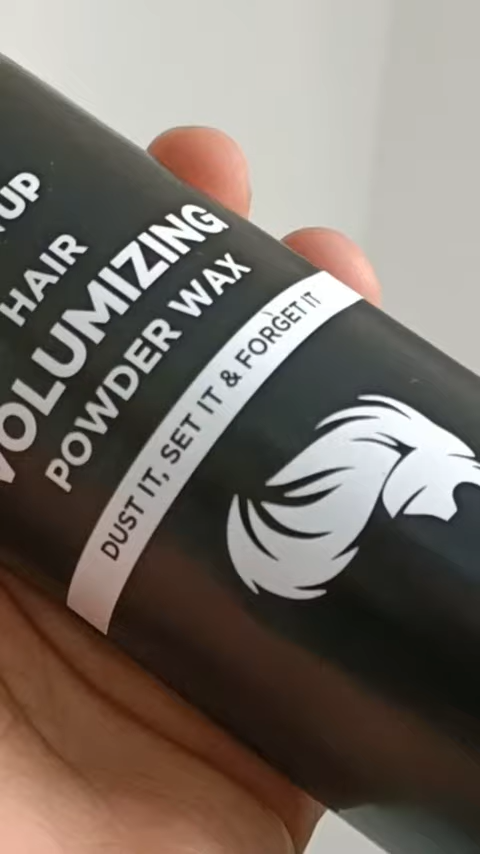 UP
HAIR
VOLUMIZING
POWDER WAX
DUST IT, SET IT & FORGET IT